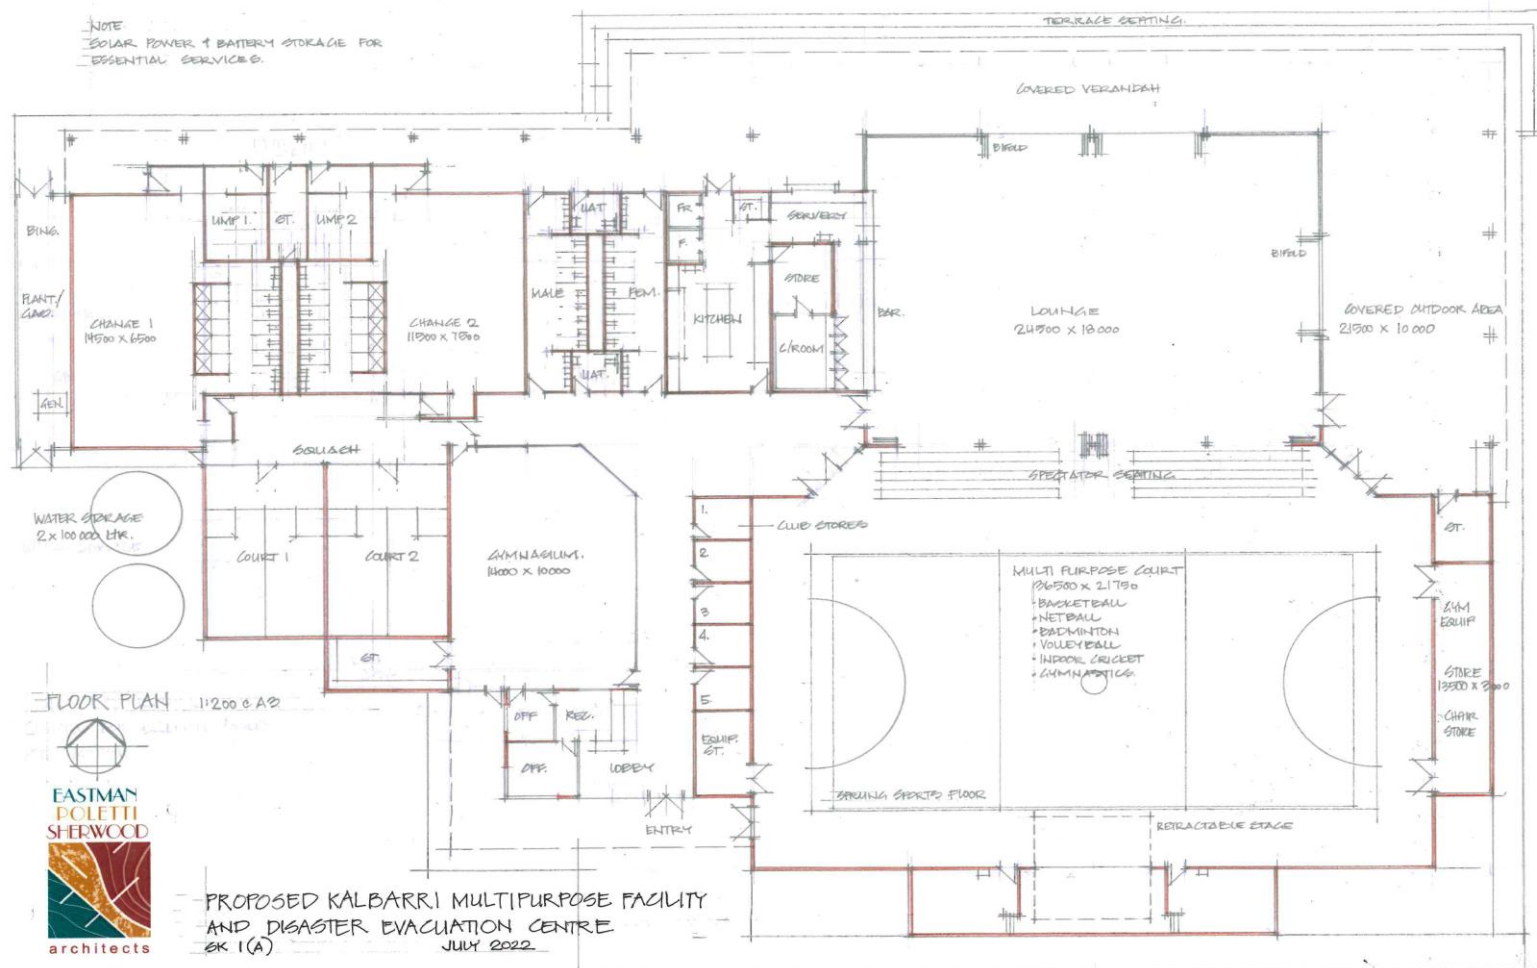 NOTE
SOLAR POWER & BATTERY STORAGE FOR
ESSENTIAL SERVICES.
TERRACE SEATING.
COVERED VERANDAH
BIFOLD
BINS.
UMP 1.
ST.
UMP 2
UAT.
FR.
ST.
SERVERY
F.
BIFOLD
PLANT/
GAS.
MALE
FEM.
STORE
CHANGE 1
14500 x 6500
CHANGE 2
11500 x 7500
KITCHEN
BAR.
LOUNGE
24500 x 18000
COVERED OUTDOOR AREA
21500 x 10000
C/ROOM
UAT.
GEN.
SQUASH
SPECTATOR SEATING
WATER STORAGE
2 x 100 000 LTR.
COURT 1
COURT 2
GYMNASIUM.
14000 x 10000
1.
CLUB STORES
2
3
4.
5.
ST.
MULTI PURPOSE COURT
36500 x 21750
• BASKETBALL
• NETBALL
• BADMINTON
• VOLLEYBALL
• INDOOR CRICKET
• GYMNASTICS
GYM
EQUIP
STORE
13500 x 3000
CHAIR
STORE
ST.
FLOOR PLAN 1:200 @ A3
OFF
REC.
EQUIP.
ST.
OFF.
LOBBY
SPRUNG SPORTS FLOOR
ENTRY
RETRACTABLE STAGE
EASTMAN
POLETTI
SHERWOOD
architects
PROPOSED KALBARRI MULTIPURPOSE FACILITY
AND DISASTER EVACUATION CENTRE
SK 1 (A) JULY 2022